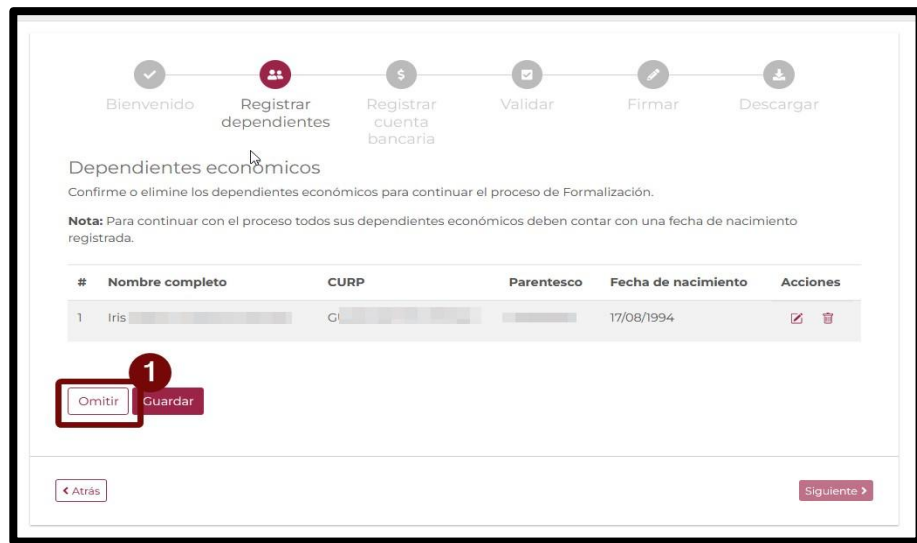 Bienvenido
Registrar
dependientes
Registrar
cuenta
bancaria
Validar
Firmar
Descargar
Dependientes económicos
Confirme o elimine los dependientes económicos para continuar el proceso de Formalización.
Nota: Para continuar con el proceso todos sus dependientes económicos deben contar con una fecha de nacimiento
registrada.
# Nombre completo CURP Parentesco Fecha de nacimiento Acciones
1 Iris 17/08/1994
1
Omitir Guardar
Atrás Siguiente